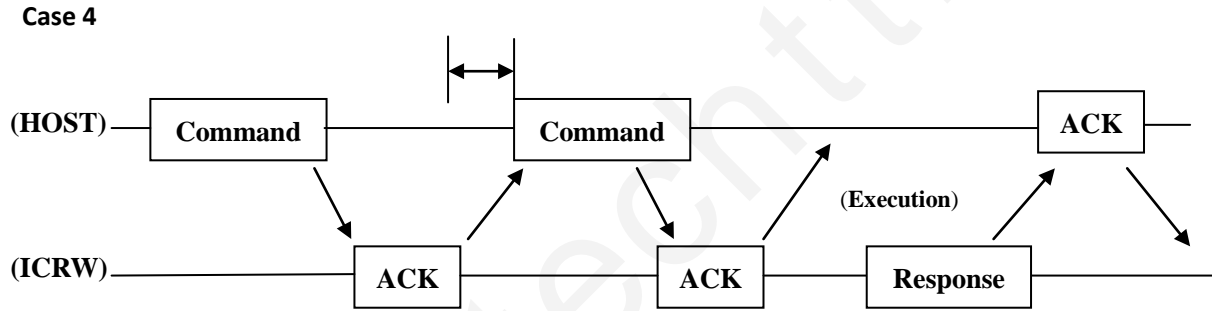 Case 4
(HOST) Command Command ACK
(Execution)
(ICRW) ACK ACK Response